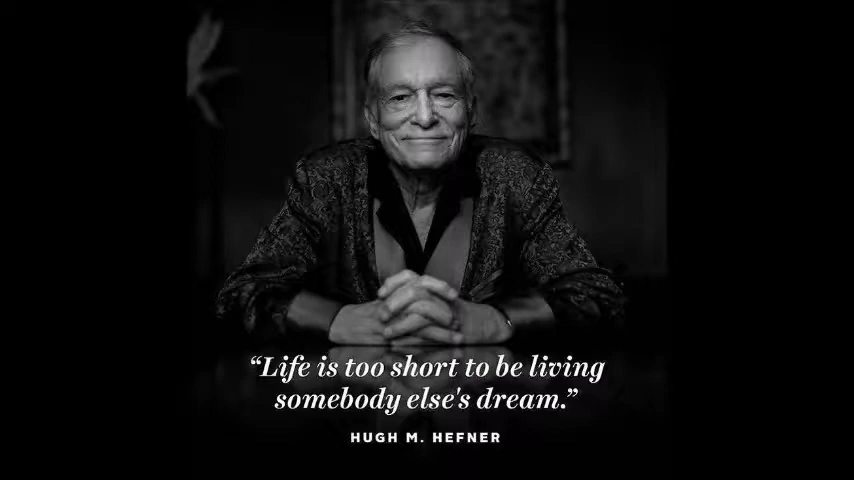 “Life is too short to be living
somebody else's dream.”
HUGH M. HEFNER